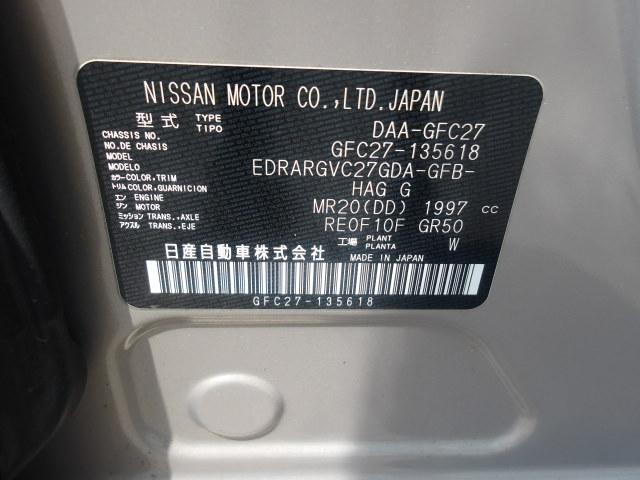 NISSAN MOTOR CO.,LTD.JAPAN
型式 TYPE TIPO DAA-GFC27
CHASSIS NO.
NO.DE CHASIS GFC27-135618
MODEL
MODELO EDRARGVC27GDA-GFB-
カラー COLOR,TRIM
トリム COLOR,GUARNICION HAG G
エン ENGINE
ジン MOTOR MR20(DD) 1997 cc
ミッション TRANS.,AXLE
アクスル TRANS.,EJE RE0F10F GR50
工場 PLANT PLANTA W
日産自動車株式会社 MADE IN JAPAN
GFC27-135618